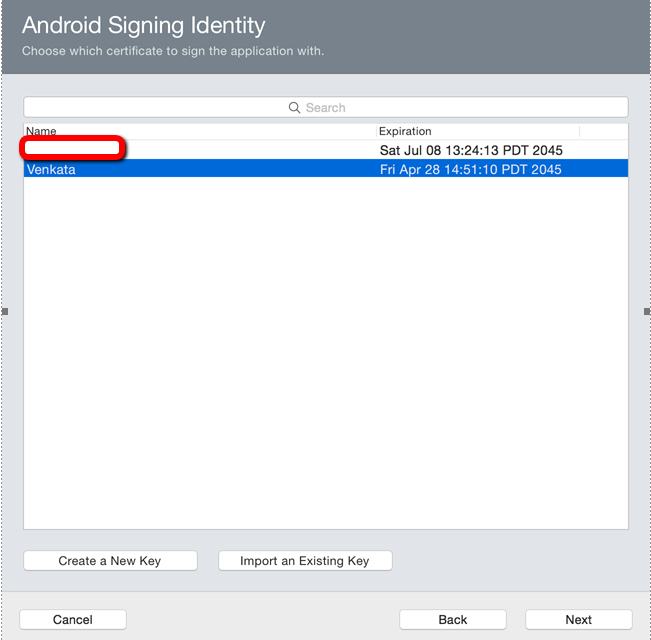 Android Signing Identity
Choose which certificate to sign the application with.
Search
Name Expiration
Sat Jul 08 13:24:13 PDT 2045
Venkata Fri Apr 28 14:51:10 PDT 2045
Create a New Key Import an Existing Key
Cancel Back Next